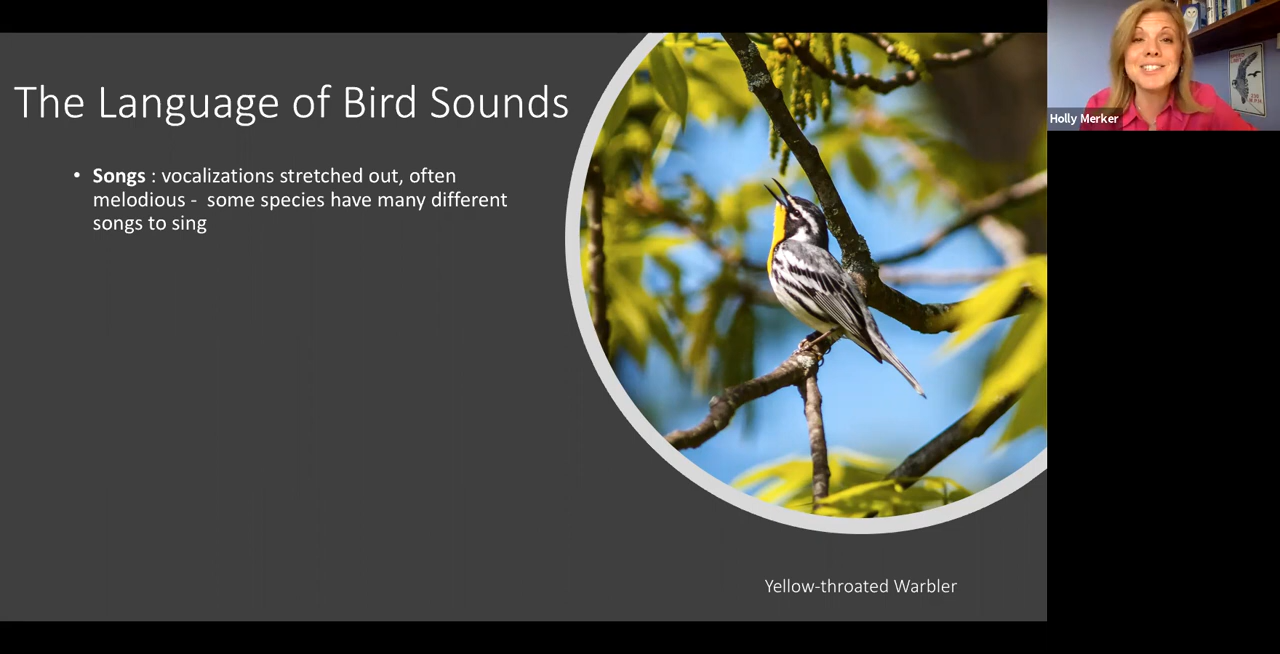 The Language of Bird Sounds
• Songs : vocalizations stretched out, often
melodious -  some species have many different
songs to sing
Yellow-throated Warbler
Holly Merker